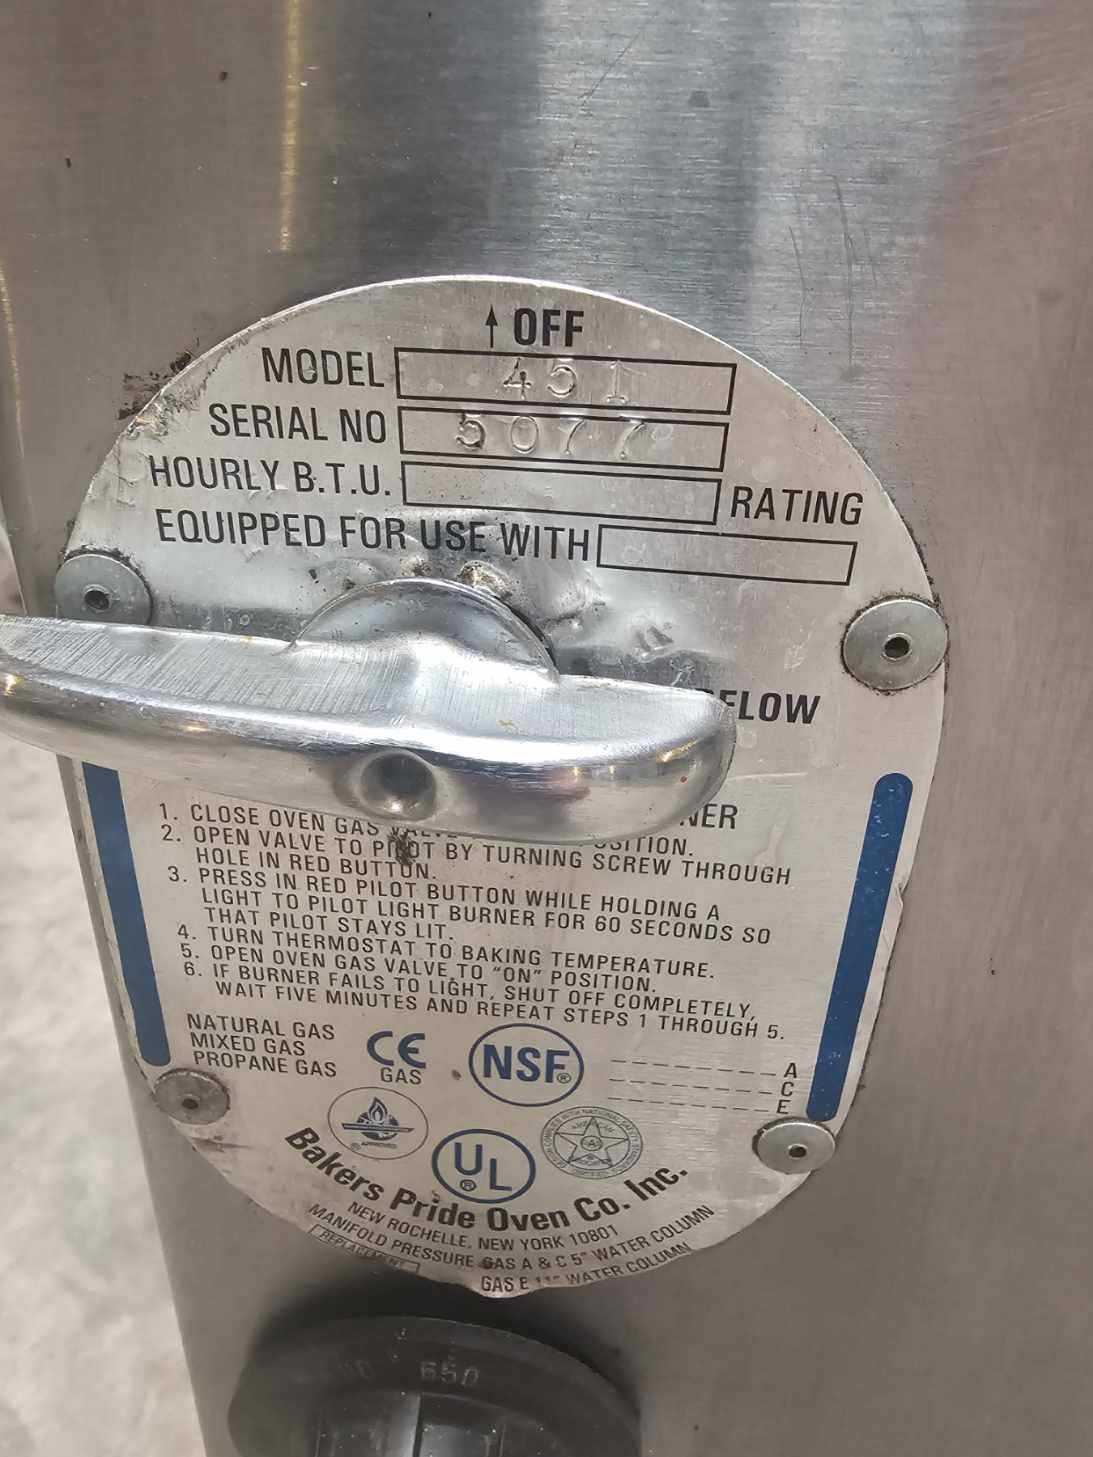 ↑ OFF
MODEL 451
SERIAL NO 5077
HOURLY B.T.U. RATING
EQUIPPED FOR USE WITH
FLOW
1. CLOSE OVEN GAS
2. OPEN VALVE TO PILOT BY TURNING SCREW THROUGH
HOLE IN RED BUTTON.
3. PRESS IN RED PILOT BUTTON WHILE HOLDING A
LIGHT TO PILOT LIGHT BURNER FOR 60 SECONDS SO
THAT PILOT STAYS LIT.
4. TURN THERMOSTAT TO BAKING TEMPERATURE.
5. OPEN OVEN GAS VALVE TO "ON" POSITION.
6. IF BURNER FAILS TO LIGHT, SHUT OFF COMPLETELY,
WAIT FIVE MINUTES AND REPEAT STEPS 1 THROUGH 5.
NATURAL GAS
MIXED GAS
PROPANE GAS
CE
GAS
NSF®
A
C
E
APPROVED
UL®
Bakers Pride Oven Co. Inc.
NEW ROCHELLE, NEW YORK 10801
MANIFOLD PRESSURE GAS A & C 5" WATER COLUMN
GAS E 11" WATER COLUMN
REPLACEMENT
650